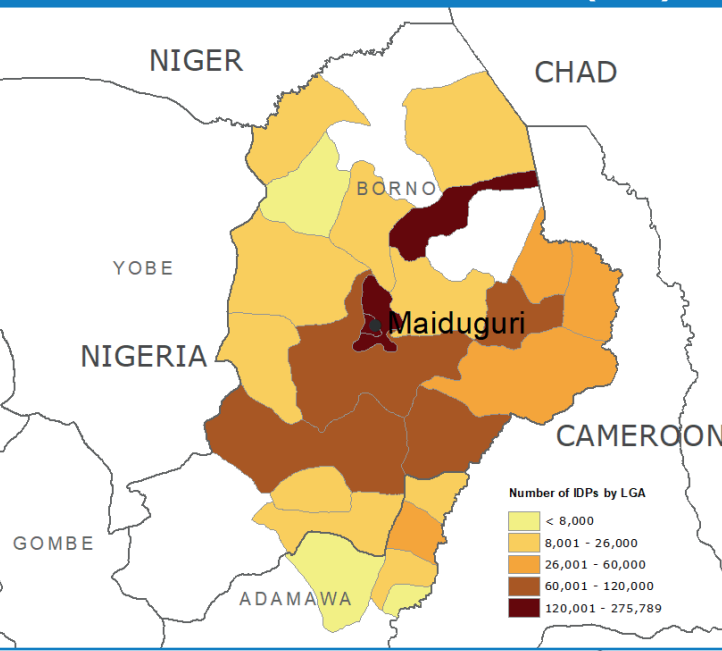 NIGER
CHAD
BORNO
YOBE
Maiduguri
NIGERIA
CAMEROON
Number of IDPs by LGA
< 8,000
8,001 - 26,000
26,001 - 60,000
60,001 - 120,000
120,001 - 275,789
GOMBE
ADAMAWA